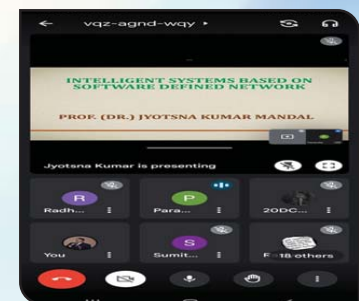 vqz-agnd-wqy
INTELLIGENT SYSTEMS BASED ON
SOFTWARE DEFINED NETWORK
PROF. (DR.) JYOTSNA KUMAR MANDAL
Jyotsna Kumar is presenting
R
P
Radh...
Para...
20DC...
S
You
Sumit...
18 others